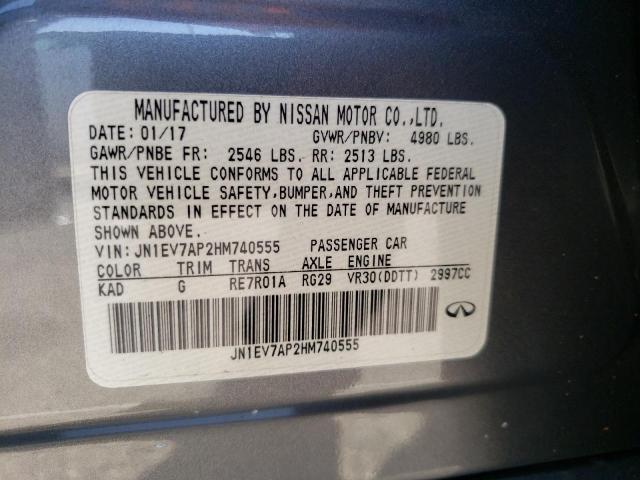 MANUFACTURED BY NISSAN MOTOR CO.,LTD.
DATE: 01/17 GVWR/PNBV: 4980 LBS.
GAWR/PNBE FR: 2546 LBS. RR: 2513 LBS.
THIS VEHICLE CONFORMS TO ALL APPLICABLE FEDERAL
MOTOR VEHICLE SAFETY,BUMPER,AND THEFT PREVENTION
STANDARDS IN EFFECT ON THE DATE OF MANUFACTURE
SHOWN ABOVE.
VIN: JN1EV7AP2HM740555 PASSENGER CAR
COLOR TRIM TRANS AXLE ENGINE
KAD G RE7R01A RG29 VR30(DDTT) 2997CC
JN1EV7AP2HM740555